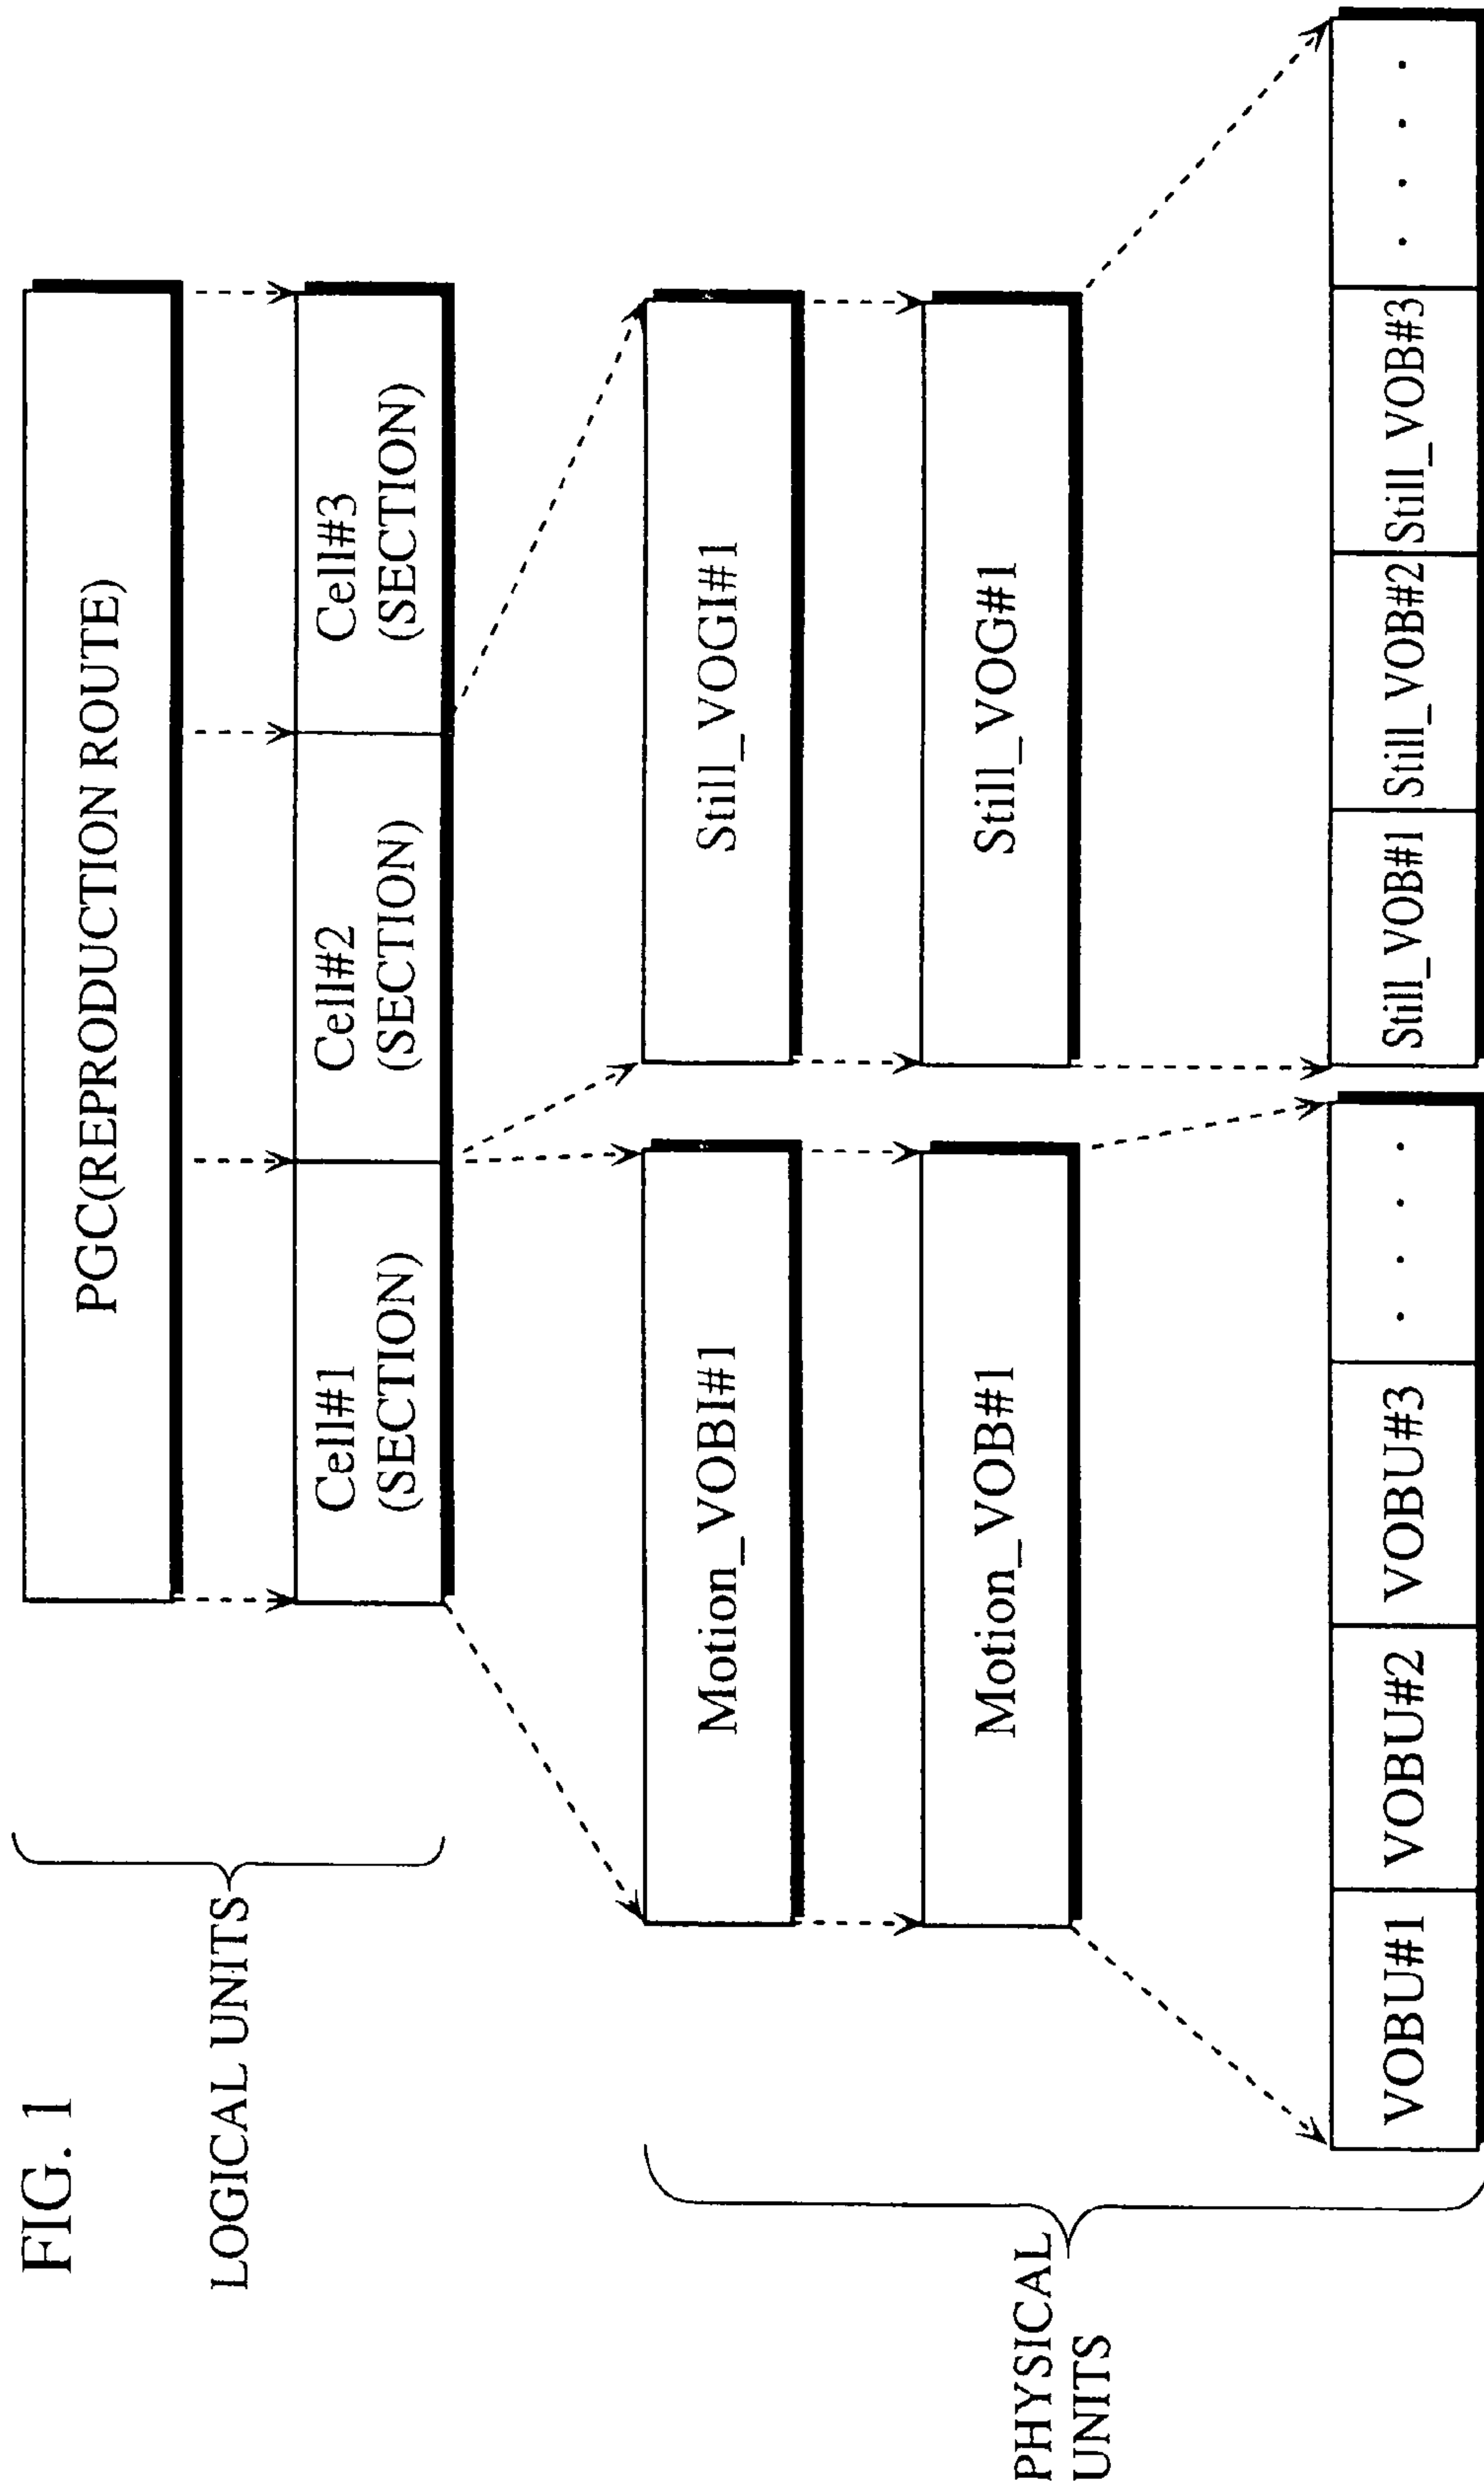 FIG. 1
LOGICAL UNITS
PGC(REPRODUCTION ROUTE)
Cell#1
(SECTION)
Cell#2
(SECTION)
Cell#3
(SECTION)
PHYSICAL
UNITS
Motion_VOBI#1
Still_VOGI#1
Motion_VOB#1
Still_VOG#1
VOBU#1
VOBU#2
VOBU#3
. . . .
Still_VOB#1
Still_VOB#2
Still_VOB#3
. . . .